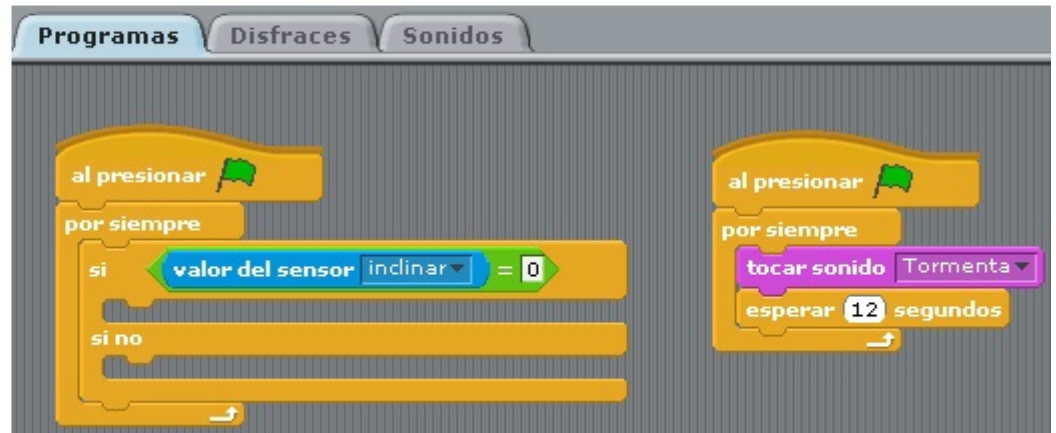 Programas Disfraces Sonidos
al presionar
por siempre
si valor del sensor inclinar = 0
si no
al presionar
por siempre
tocar sonido Tormenta
esperar 12 segundos